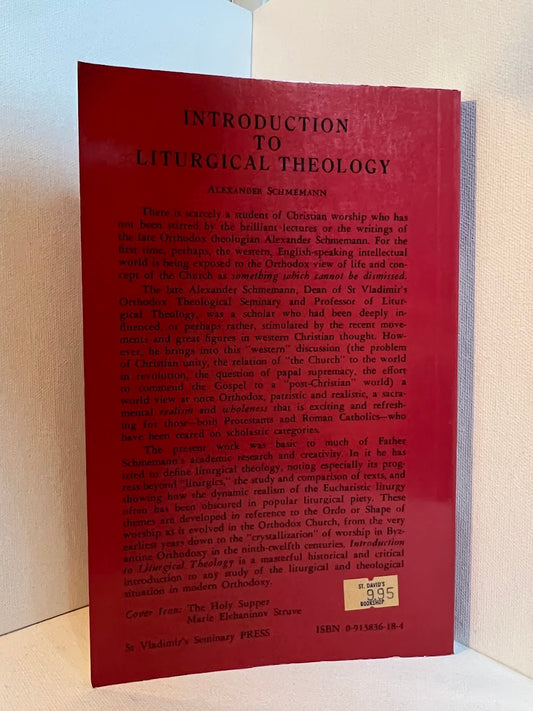 INTRODUCTION
TO
LITURGICAL THEOLOGY
ALEXANDER SCHMEMANN
There is scarcely a student of Christian worship who has
not been stirred by the brilliant lectures or the writings of
the late Orthodox theologian Alexander Schmemann. For the
first time, perhaps, the western, English-speaking intellectual
world is being exposed to the Orthodox view of life and con-
cept of the Church as something which cannot be dismissed.
The late Alexander Schmemann, Dean of St Vladimir's
Orthodox Theological Seminary and Professor of Litur-
gical Theology, was a scholar who had been deeply in-
fluenced, or perhaps rather, stimulated by the recent move-
ments and great figures in western Christian thought. How-
ever, he brings into this "western" discussion (the problem
of Christian unity, the relation of "the Church" to the world
in revolution, the question of papal supremacy, the effort
to commend the Gospel to a "post-Christian" world) a
world view at once Orthodox, patristic and realistic, a sacra-
mental realism and wholeness that is exciting and refresh-
ing for those—both Protestants and Roman Catholics—who
have been reared on scholastic categories.
The present work was basic to much of Father
Schmemann's academic research and creativity. In it he has
tried to define liturgical theology, noting especially its prog-
ress beyond "liturgics," the study and comparison of texts, and
showing how the dynamic realism of the Eucharistic liturgy
often has been obscured in popular liturgical piety. These
themes are developed in reference to the Ordo or Shape of
worship as it evolved in the Orthodox Church, from the very
earliest years down to the "crystallization" of worship in Byz-
antine Orthodoxy in the ninth-twelfth centuries. Introduction
to Liturgical Theology is a masterful historical and critical
introduction to any study of the liturgical and theological
situation in modern Orthodoxy.
Cover Icon: The Holy Supper
Marie Elchaninov Struve
St Vladimir's Seminary PRESS
ISBN 0-913836-18-4
ST. DAVID'S
9.95
BOOKSHOP